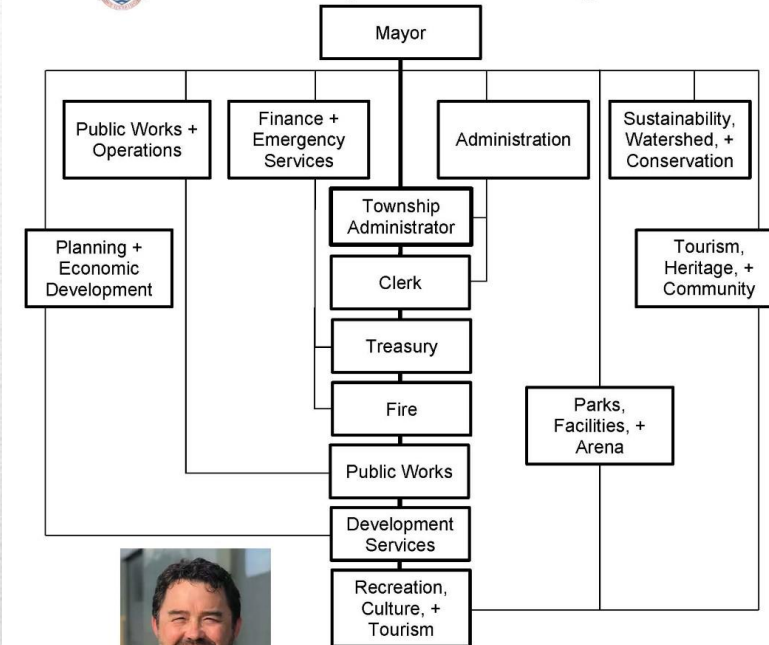 Mayor
Public Works +
Operations
Finance +
Emergency
Services
Administration
Sustainability,
Watershed, +
Conservation
Township
Administrator
Planning +
Economic
Development
Clerk
Tourism,
Heritage, +
Community
Treasury
Fire
Parks,
Facilities, +
Arena
Public Works
Development
Services
Recreation,
Culture, +
Tourism